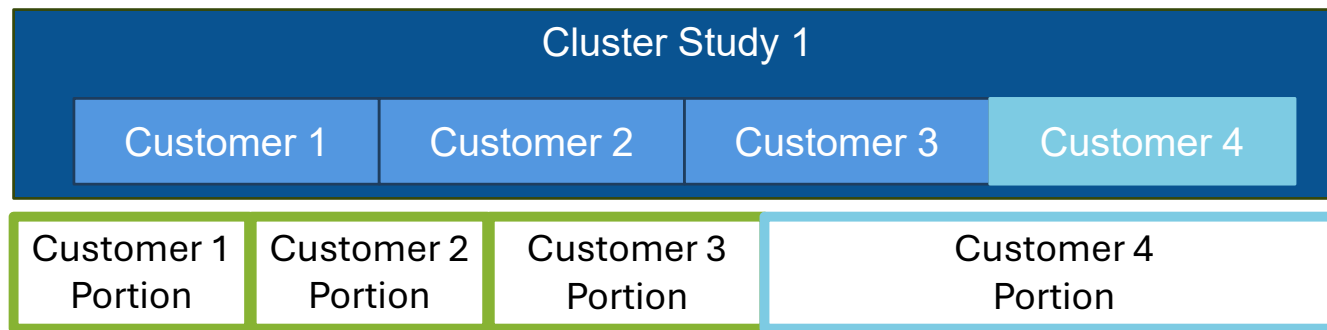 Cluster Study 1
Customer 1 Customer 2 Customer 3 Customer 4
Customer 1
Portion
Customer 2
Portion
Customer 3
Portion
Customer 4
Portion